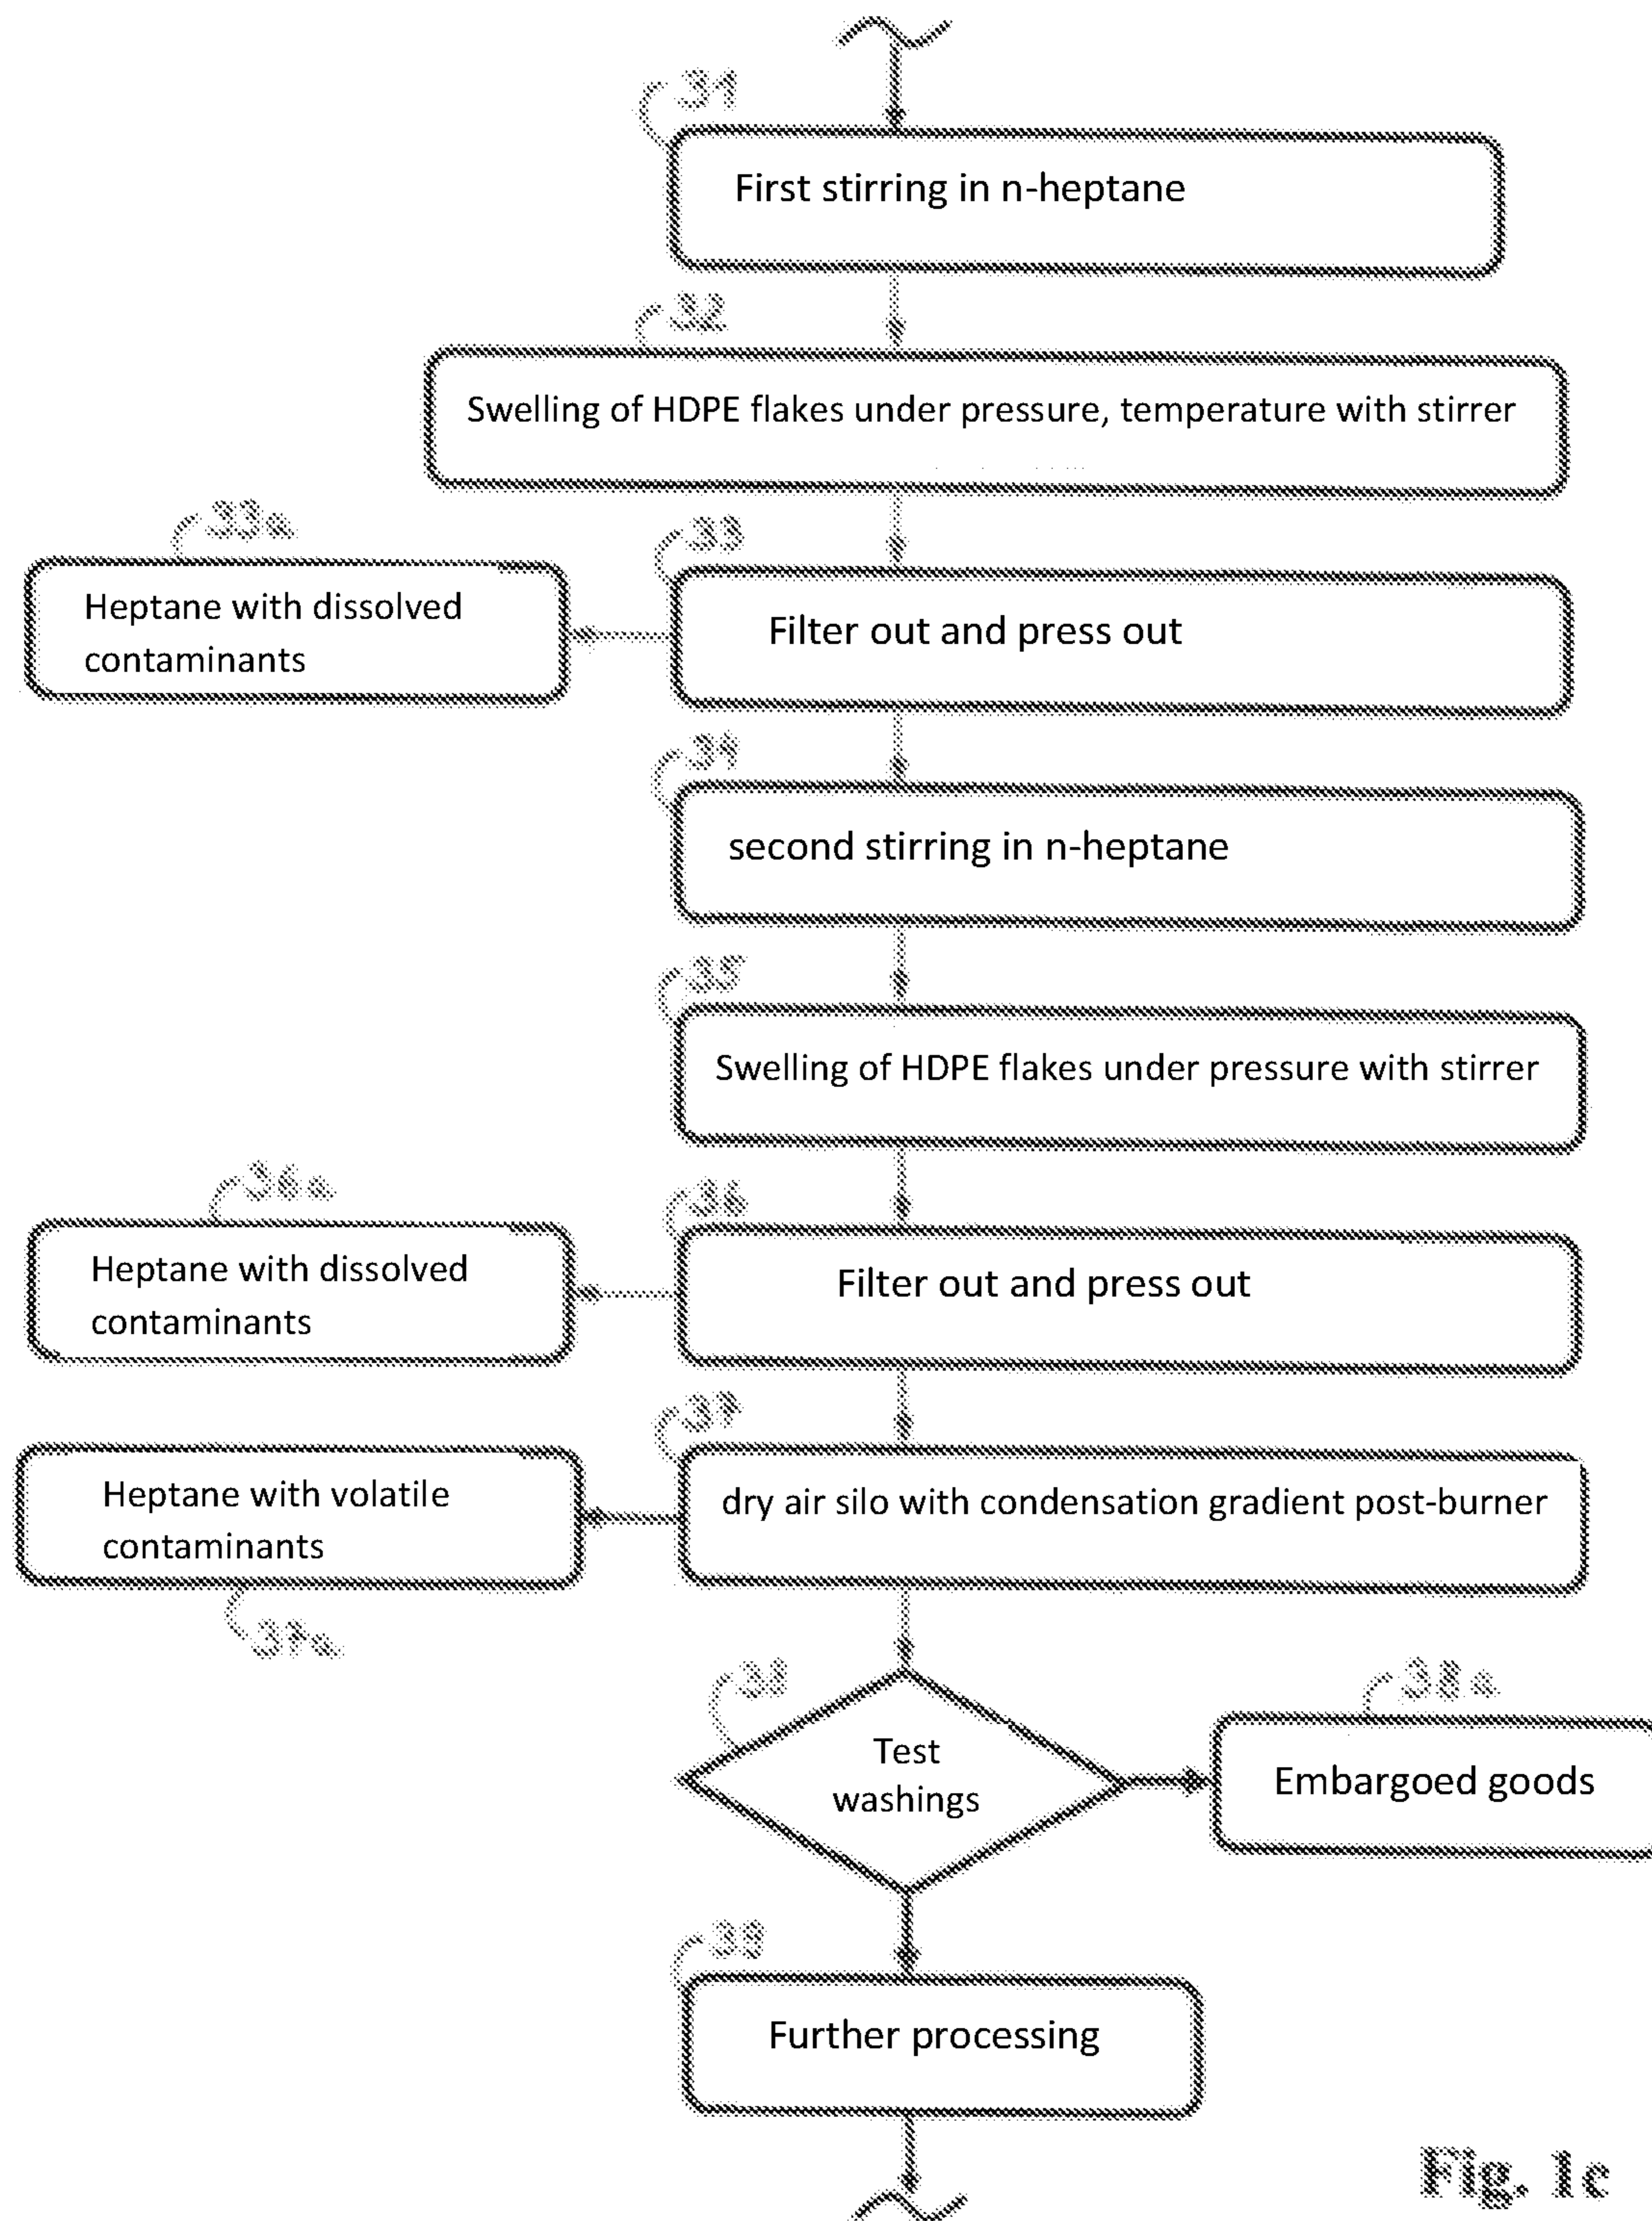 31
First stirring in n-heptane
32
Swelling of HDPE flakes under pressure, temperature with stirrer
33a
Heptane with dissolved
contaminants
33
Filter out and press out
34
second stirring in n-heptane
35
Swelling of HDPE flakes under pressure with stirrer
36a
Heptane with dissolved
contaminants
36
Filter out and press out
37
dry air silo with condensation gradient post-burner
Heptane with volatile
contaminants
37a
38
Test
washings
38a
Embargoed goods
39
Further processing
Fig. 1c